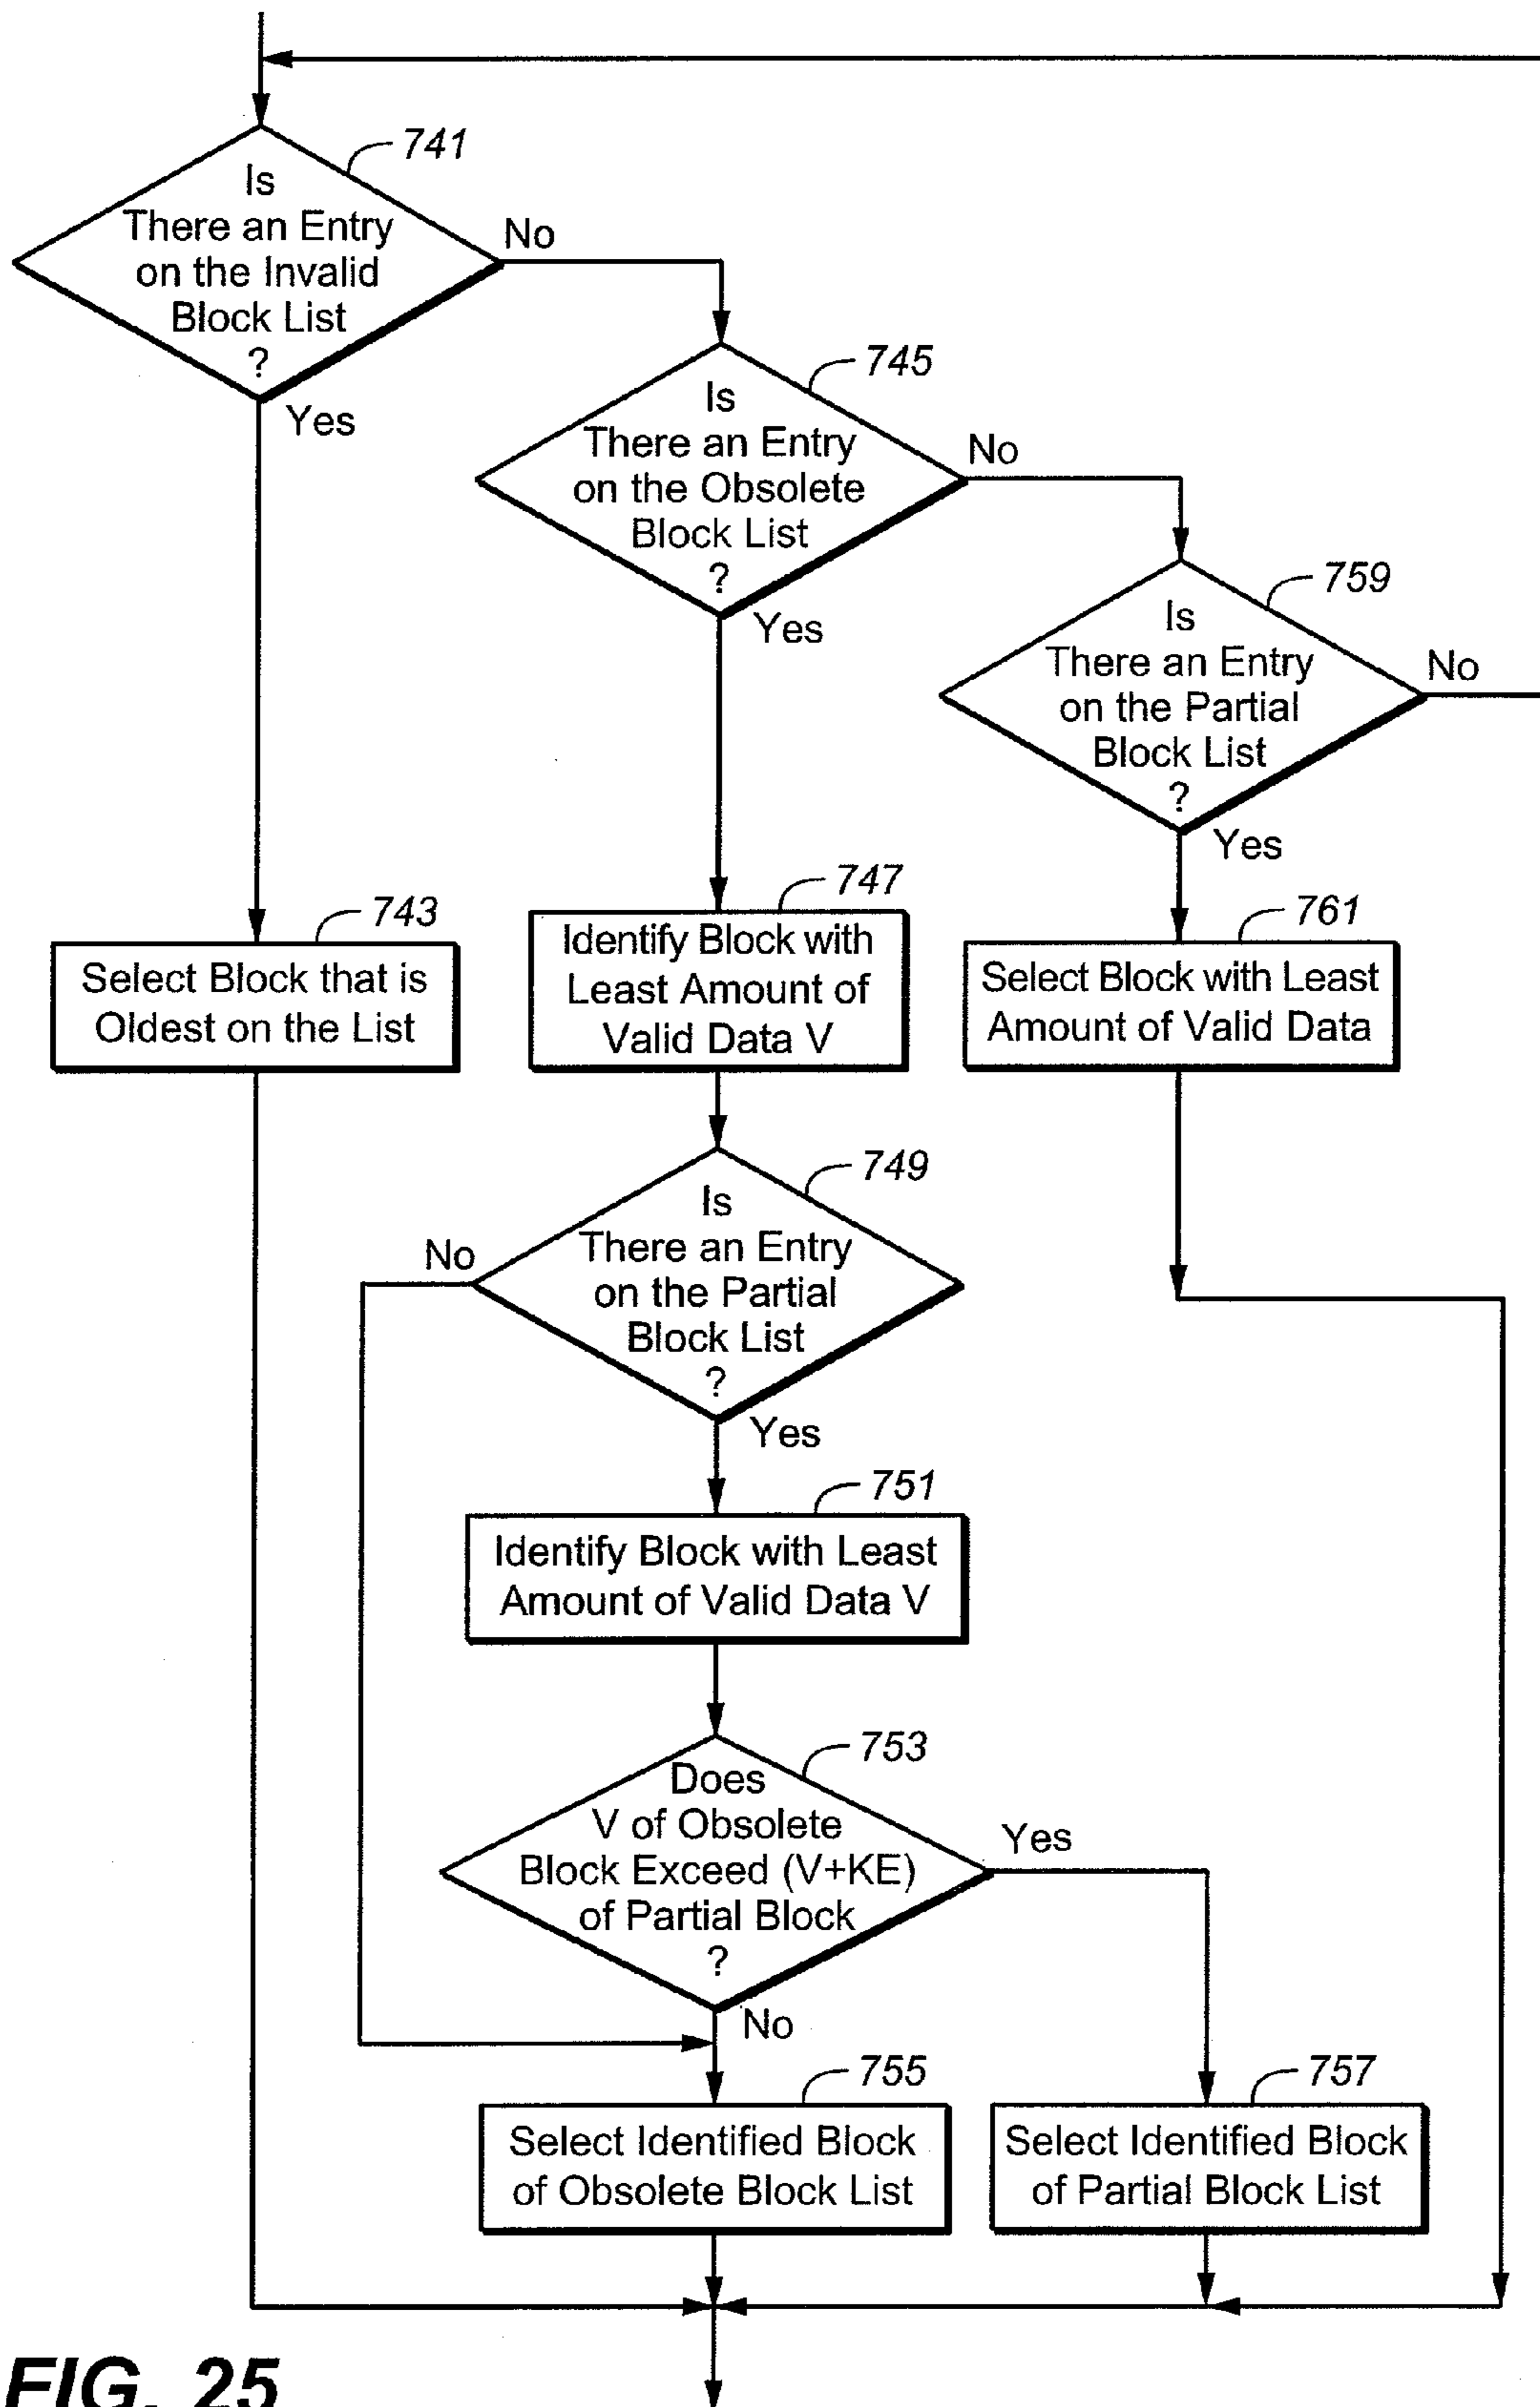 741
Is
There an Entry
on the Invalid
Block List
?
No
Yes
745
Is
There an Entry
on the Obsolete
Block List
?
No
Yes
759
Is
There an Entry
on the Partial
Block List
?
No
Yes
743
Select Block that is
Oldest on the List
747
Identify Block with
Least Amount of
Valid Data V
761
Select Block with Least
Amount of Valid Data
749
Is
There an Entry
on the Partial
Block List
?
No
Yes
751
Identify Block with Least
Amount of Valid Data V
753
Does
V of Obsolete
Block Exceed (V+KE)
of Partial Block
?
Yes
No
755
Select Identified Block
of Obsolete Block List
757
Select Identified Block
of Partial Block List
FIG. 25